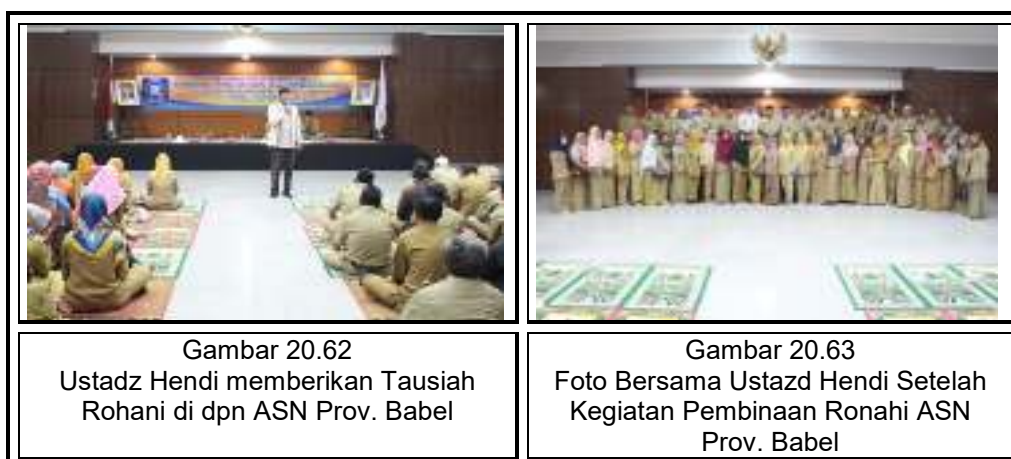 Gambar 20.62
Ustadz Hendi memberikan Tausiah
Rohani di dpn ASN Prov. Babel
Gambar 20.63
Foto Bersama Ustazd Hendi Setelah
Kegiatan Pembinaan Ronahi ASN
Prov. Babel